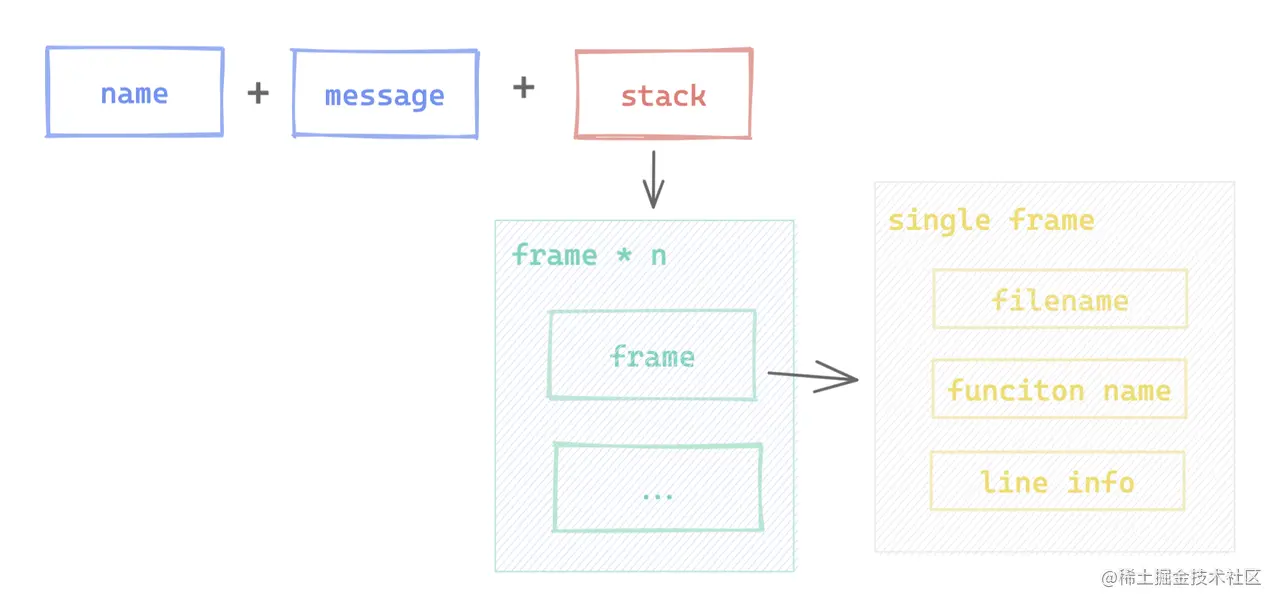 name + message + stack
frame * n
frame
...
single frame
filename
funciton name
line info
@稀土掘金技术社区